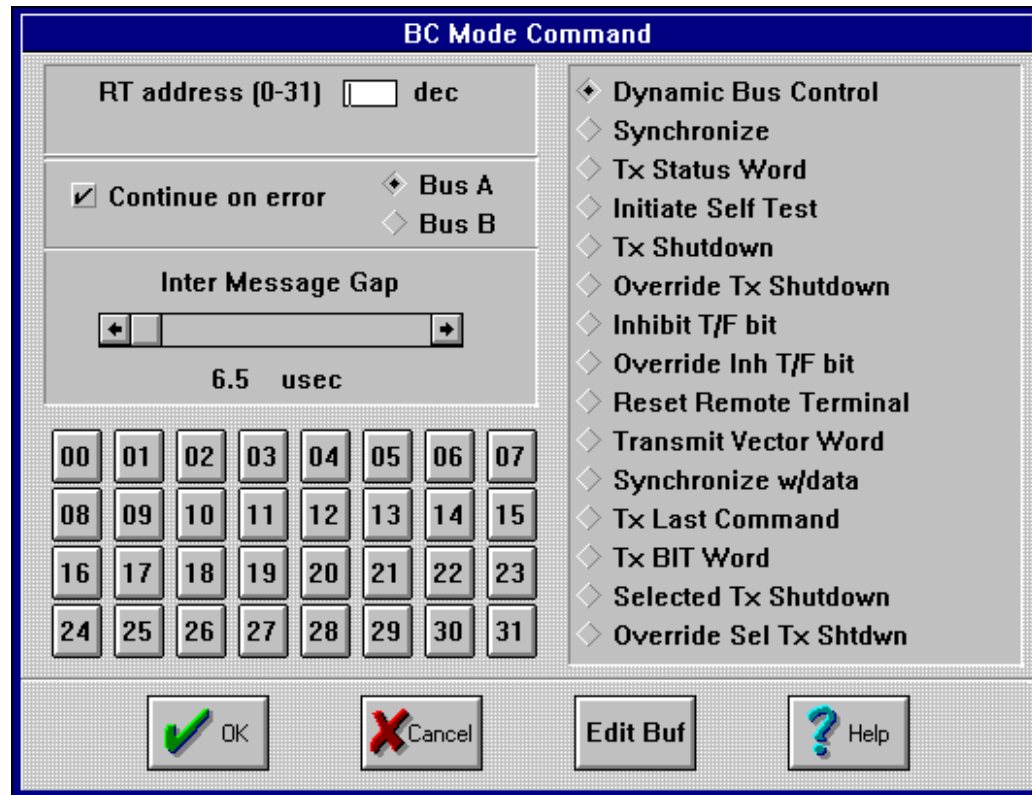 BC Mode Command
RT address (0-31) dec
Continue on error
Bus A
Bus B
Inter Message Gap
6.5 usec
00 01 02 03 04 05 06 07
08 09 10 11 12 13 14 15
16 17 18 19 20 21 22 23
24 25 26 27 28 29 30 31
Dynamic Bus Control
Synchronize
Tx Status Word
Initiate Self Test
Tx Shutdown
Override Tx Shutdown
Inhibit T/F bit
Override Inh T/F bit
Reset Remote Terminal
Transmit Vector Word
Synchronize w/data
Tx Last Command
Tx BIT Word
Selected Tx Shutdown
Override Sel Tx Shtdwn
OK Cancel Edit Buf Help